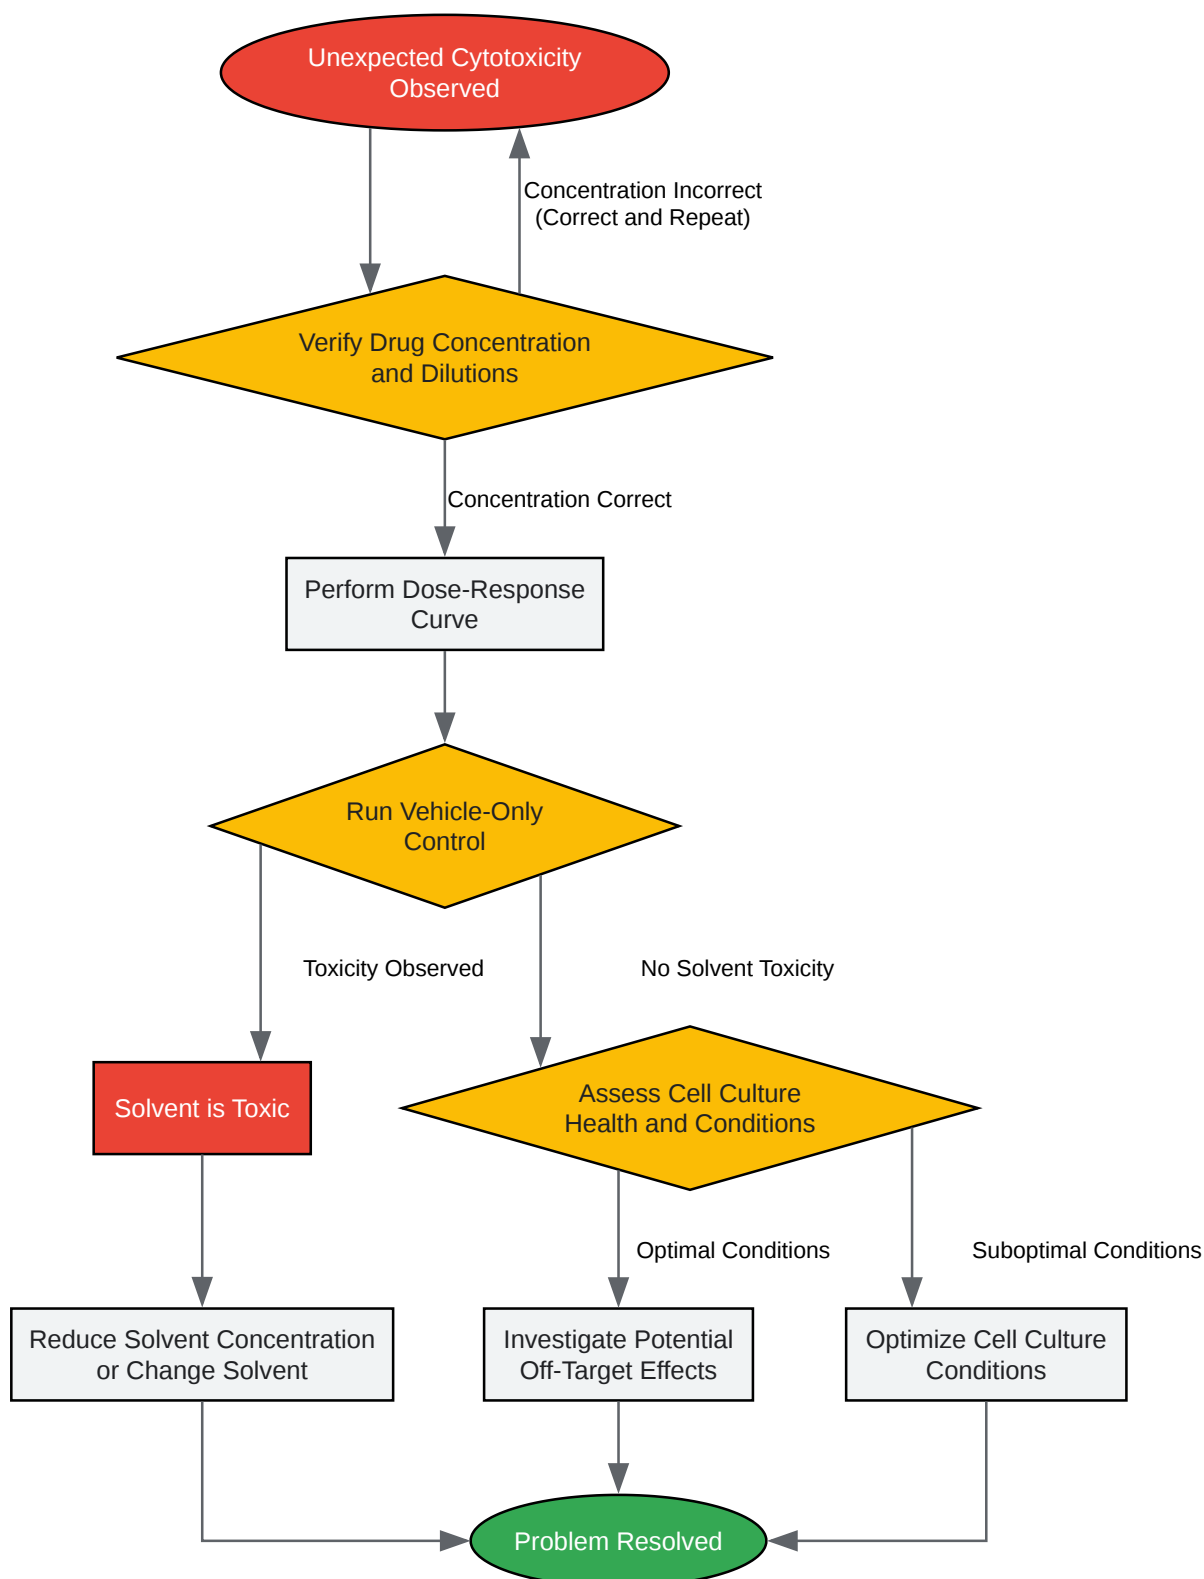 Unexpected Cytotoxicity
Observed
Concentration Incorrect
(Correct and Repeat)
Verify Drug Concentration
and Dilutions
Concentration Correct
Perform Dose-Response
Curve
Run Vehicle-Only
Control
Toxicity Observed
No Solvent Toxicity
Solvent is Toxic
Assess Cell Culture
Health and Conditions
Optimal Conditions
Suboptimal Conditions
Reduce Solvent Concentration
or Change Solvent
Investigate Potential
Off-Target Effects
Optimize Cell Culture
Conditions
Problem Resolved